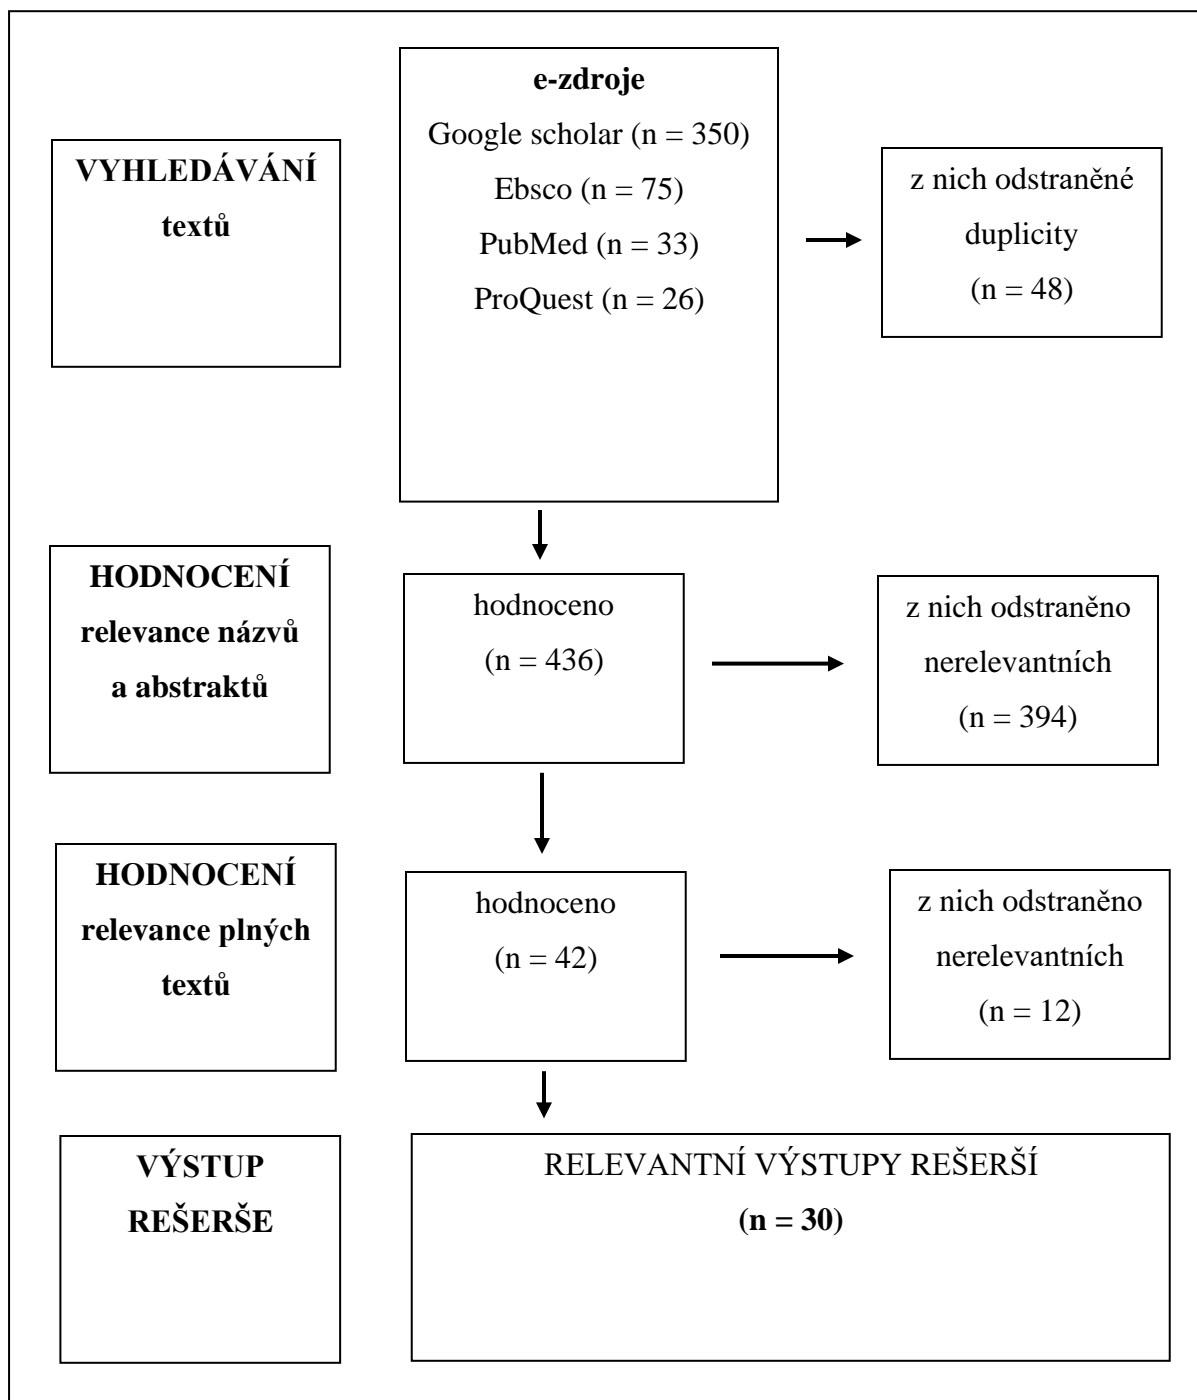 VYHLEDÁVÁNÍ
textů
e-zdroje
Google scholar (n = 350)
Ebsco (n = 75)
PubMed (n = 33)
ProQuest (n = 26)
z nich odstraněné
duplicity
(n = 48)
HODNOCENÍ
relevance názvů
a abstraktů
hodnoceno
(n = 436)
z nich odstraněno
nerelevantních
(n = 394)
HODNOCENÍ
relevance plných
textů
hodnoceno
(n = 42)
z nich odstraněno
nerelevantních
(n = 12)
VÝSTUP
REŠERŠE
RELEVANTNÍ VÝSTUPY REŠERŠÍ
(n = 30)